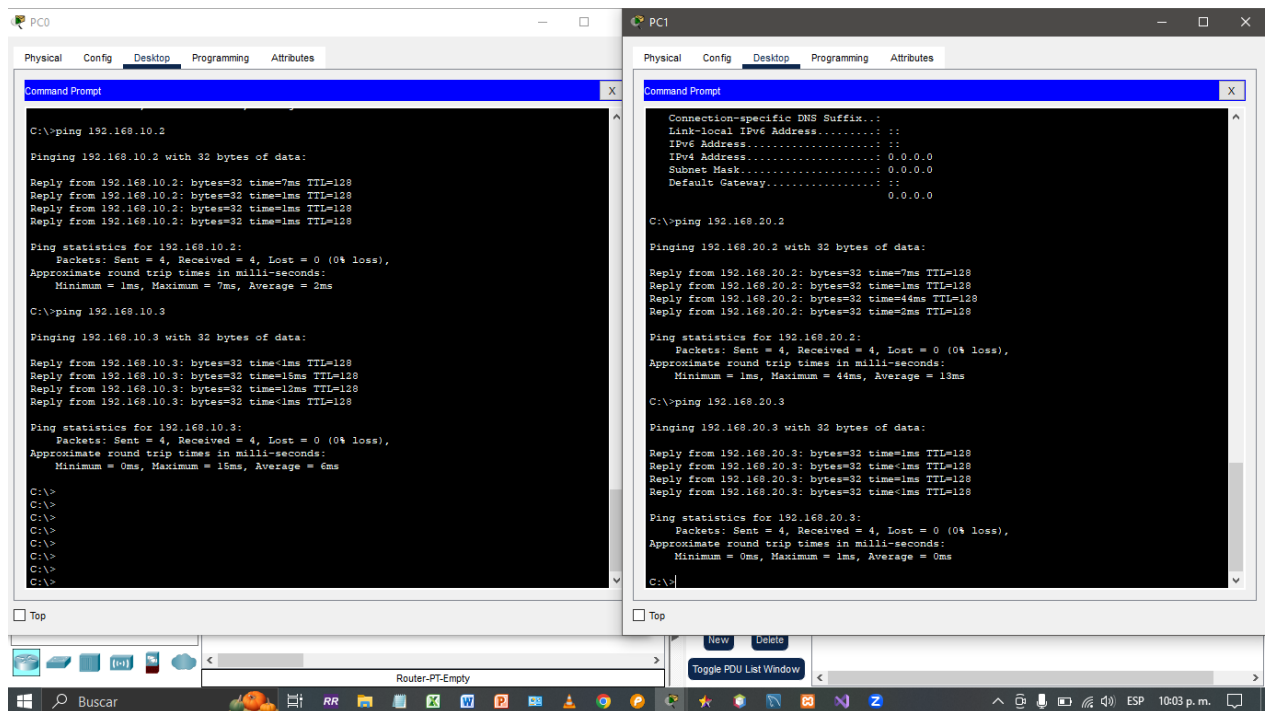 PC0
Physical Config Desktop Programming Attributes
Command Prompt X
C:\>ping 192.168.10.2
Pinging 192.168.10.2 with 32 bytes of data:
Reply from 192.168.10.2: bytes=32 time=7ms TTL=128
Reply from 192.168.10.2: bytes=32 time=1ms TTL=128
Reply from 192.168.10.2: bytes=32 time=1ms TTL=128
Reply from 192.168.10.2: bytes=32 time=1ms TTL=128
Ping statistics for 192.168.10.2:
Packets: Sent = 4, Received = 4, Lost = 0 (0% loss),
Approximate round trip times in milli-seconds:
Minimum = 1ms, Maximum = 7ms, Average = 2ms
C:\>ping 192.168.10.3
Pinging 192.168.10.3 with 32 bytes of data:
Reply from 192.168.10.3: bytes=32 time<1ms TTL=128
Reply from 192.168.10.3: bytes=32 time=15ms TTL=128
Reply from 192.168.10.3: bytes=32 time=12ms TTL=128
Reply from 192.168.10.3: bytes=32 time<1ms TTL=128
Ping statistics for 192.168.10.3:
Packets: Sent = 4, Received = 4, Lost = 0 (0% loss),
Approximate round trip times in milli-seconds:
Minimum = 0ms, Maximum = 15ms, Average = 6ms
C:\>
C:\>
C:\>
C:\>
C:\>
C:\>
C:\>
C:\>
Top
PC1
Physical Config Desktop Programming Attributes
Command Prompt X
Connection-specific DNS Suffix..:
Link-local IPv6 Address.........: ::
IPv6 Address....................: ::
IPv4 Address....................: 0.0.0.0
Subnet Mask.....................: 0.0.0.0
Default Gateway.................: ::
0.0.0.0
C:\>ping 192.168.20.2
Pinging 192.168.20.2 with 32 bytes of data:
Reply from 192.168.20.2: bytes=32 time=7ms TTL=128
Reply from 192.168.20.2: bytes=32 time=1ms TTL=128
Reply from 192.168.20.2: bytes=32 time=44ms TTL=128
Reply from 192.168.20.2: bytes=32 time=2ms TTL=128
Ping statistics for 192.168.20.2:
Packets: Sent = 4, Received = 4, Lost = 0 (0% loss),
Approximate round trip times in milli-seconds:
Minimum = 1ms, Maximum = 44ms, Average = 13ms
C:\>ping 192.168.20.3
Pinging 192.168.20.3 with 32 bytes of data:
Reply from 192.168.20.3: bytes=32 time=1ms TTL=128
Reply from 192.168.20.3: bytes=32 time<1ms TTL=128
Reply from 192.168.20.3: bytes=32 time=1ms TTL=128
Reply from 192.168.20.3: bytes=32 time<1ms TTL=128
Ping statistics for 192.168.20.3:
Packets: Sent = 4, Received = 4, Lost = 0 (0% loss),
Approximate round trip times in milli-seconds:
Minimum = 0ms, Maximum = 1ms, Average = 0ms
C:\>
Top
New Delete
Toggle PDU List Window
Router-PT-Empty
Buscar
RR
ESP 10:03 p. m.